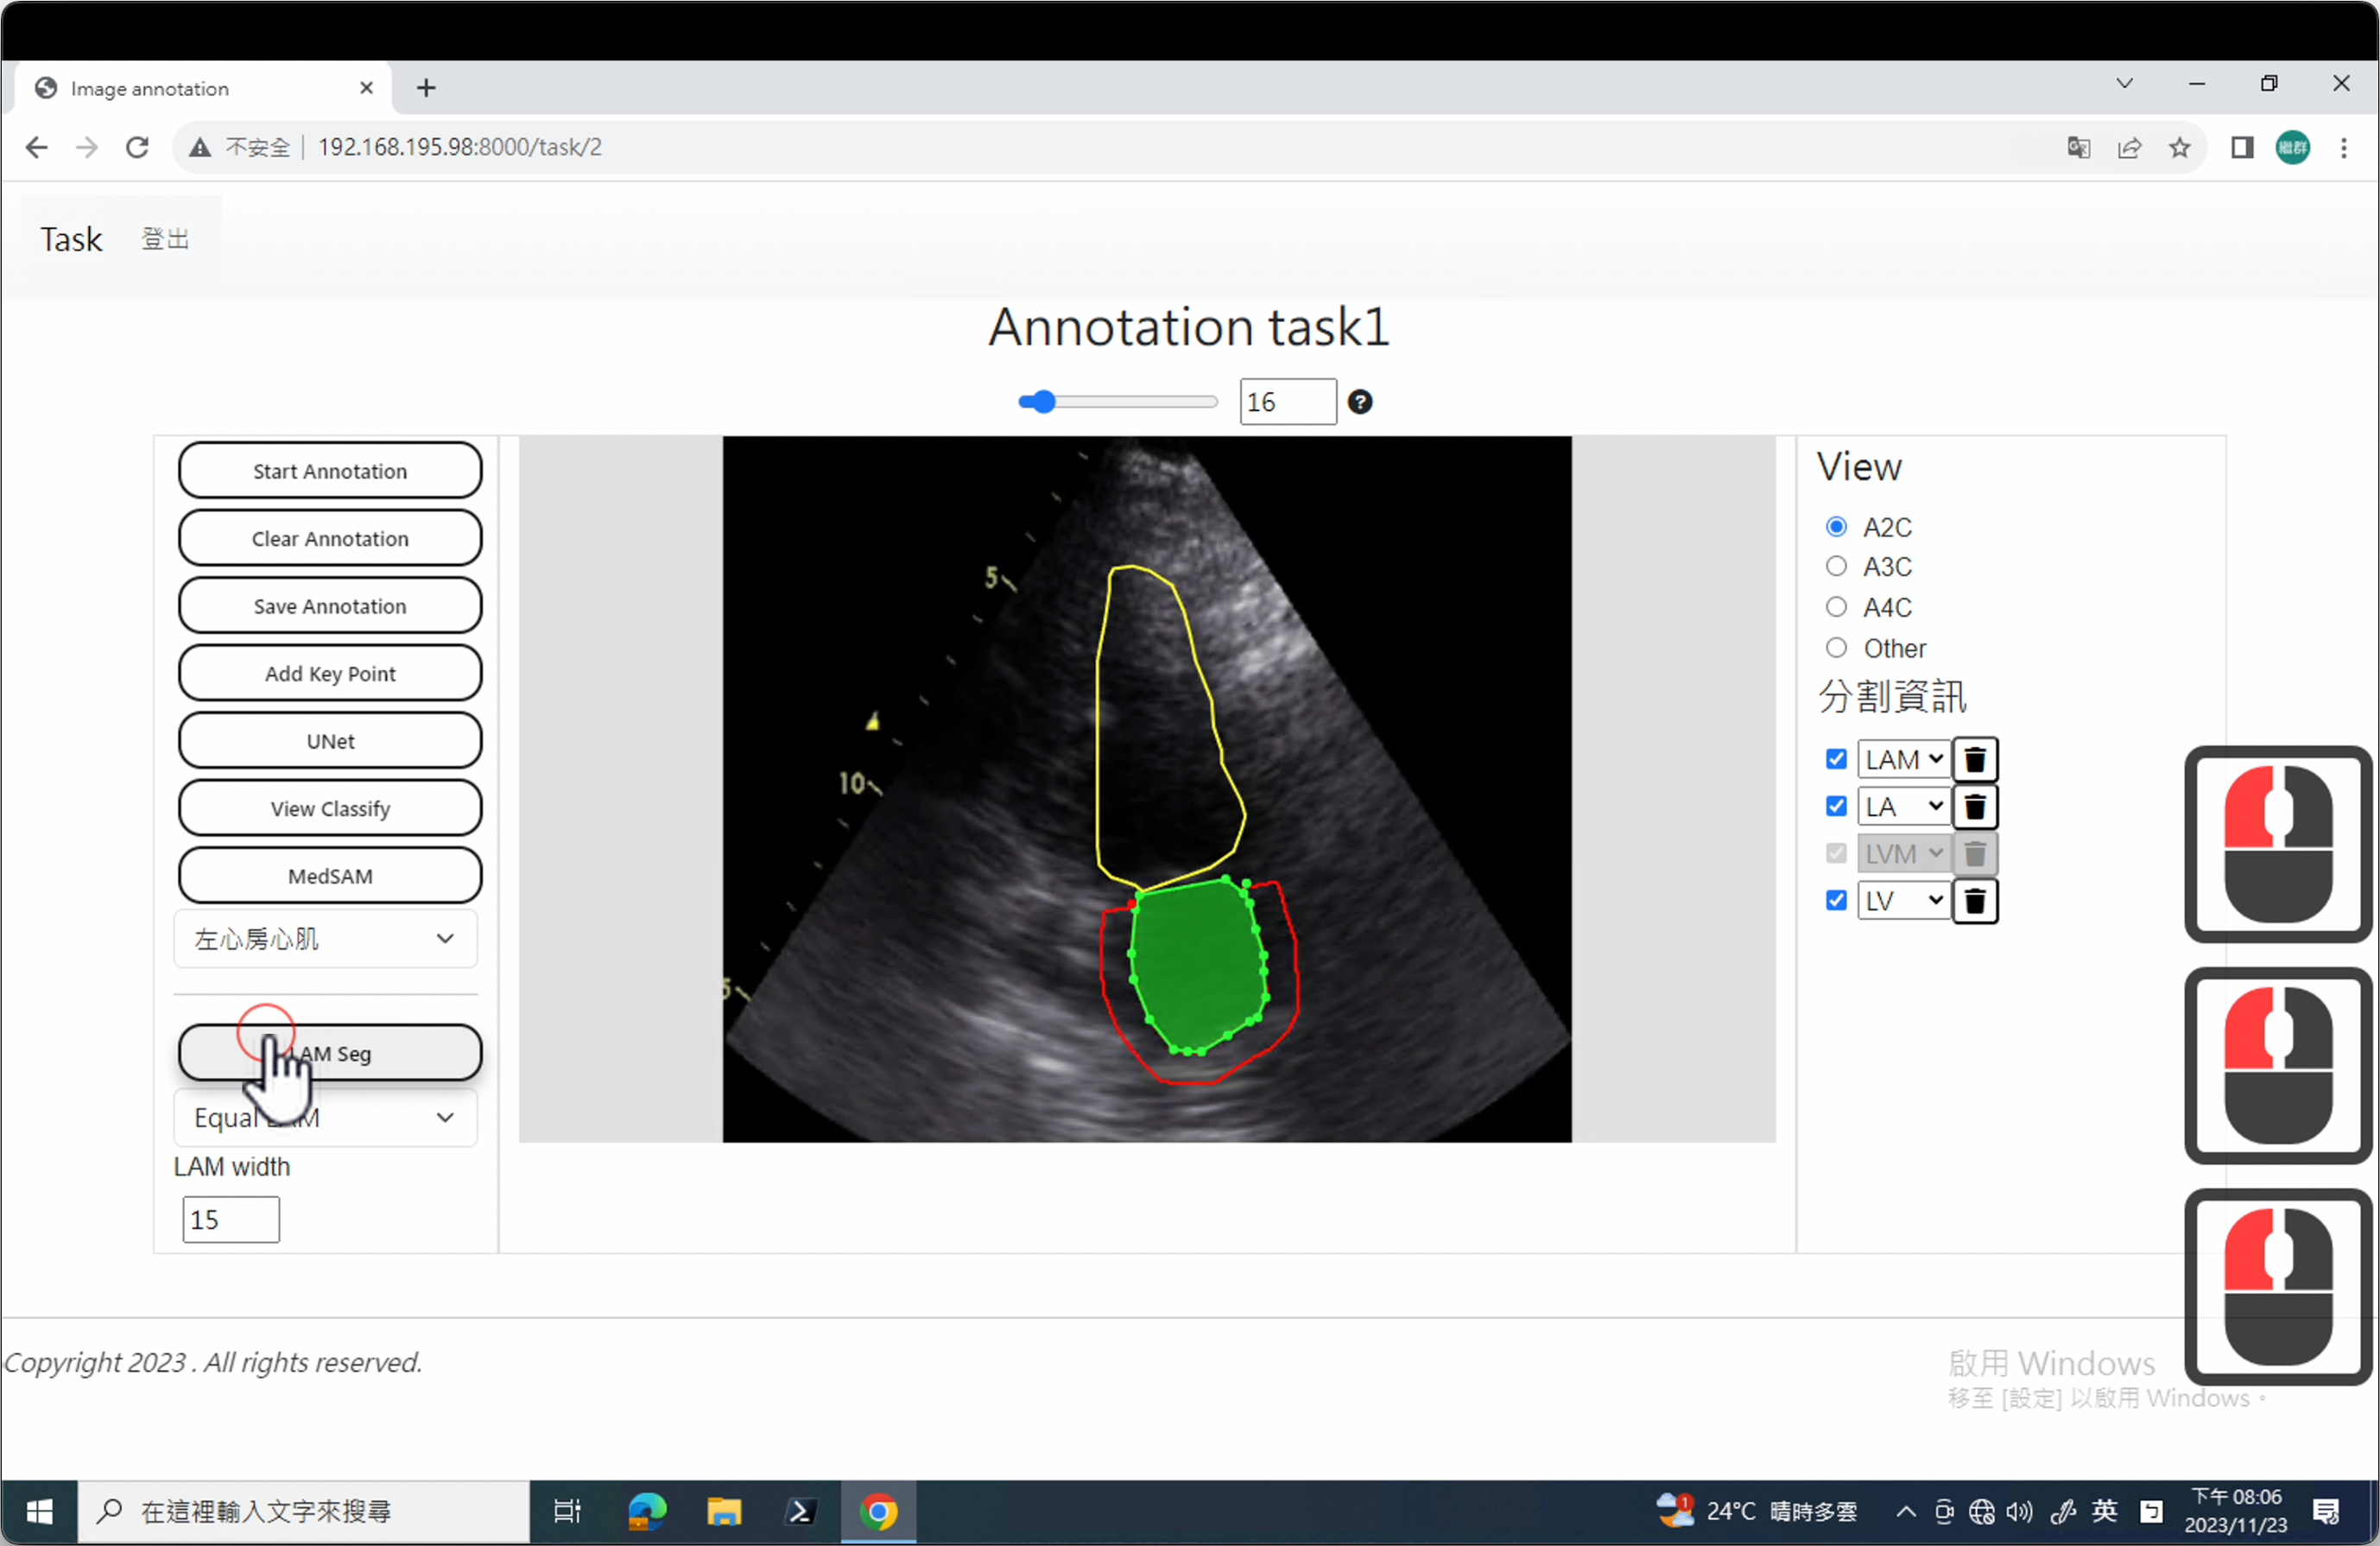 Image annotation
不安全 192.168.195.98:8000/task/2
繼群
Task 登出
Annotation task1
16
Start Annotation
Clear Annotation
Save Annotation
Add Key Point
UNet
View Classify
MedSAM
左心房心肌
AM Seg
Equal
LAM width
15
5
10
5
View
A2C
A3C
A4C
Other
分割資訊
LAM
LA
LVM
LV
Copyright 2023 . All rights reserved.
啟用 Windows
移至 [設定] 以啟用 Windows。
在這裡輸入文字來搜尋
1
24°C 晴時多雲
英
下午 08:06
2023/11/23